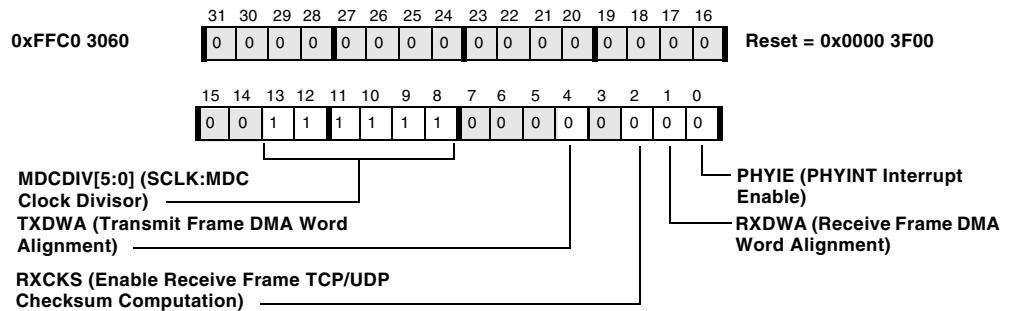 31 30 29 28 27 26 25 24 23 22 21 20 19 18 17 16
0xFFC0 3060 0 0 0 0 0 0 0 0 0 0 0 0 0 0 0 0 Reset = 0x0000 3F00
15 14 13 12 11 10 9 8 7 6 5 4 3 2 1 0
0 0 1 1 1 1 1 1 0 0 0 0 0 0 0 0
MDCDIV[5:0] (SCLK:MDC
Clock Divisor)
TXDWA (Transmit Frame DMA Word
Alignment)
RXCKS (Enable Receive Frame TCP/UDP
Checksum Computation)
PHYIE (PHYINT Interrupt
Enable)
RXDWA (Receive Frame DMA
Word Alignment)